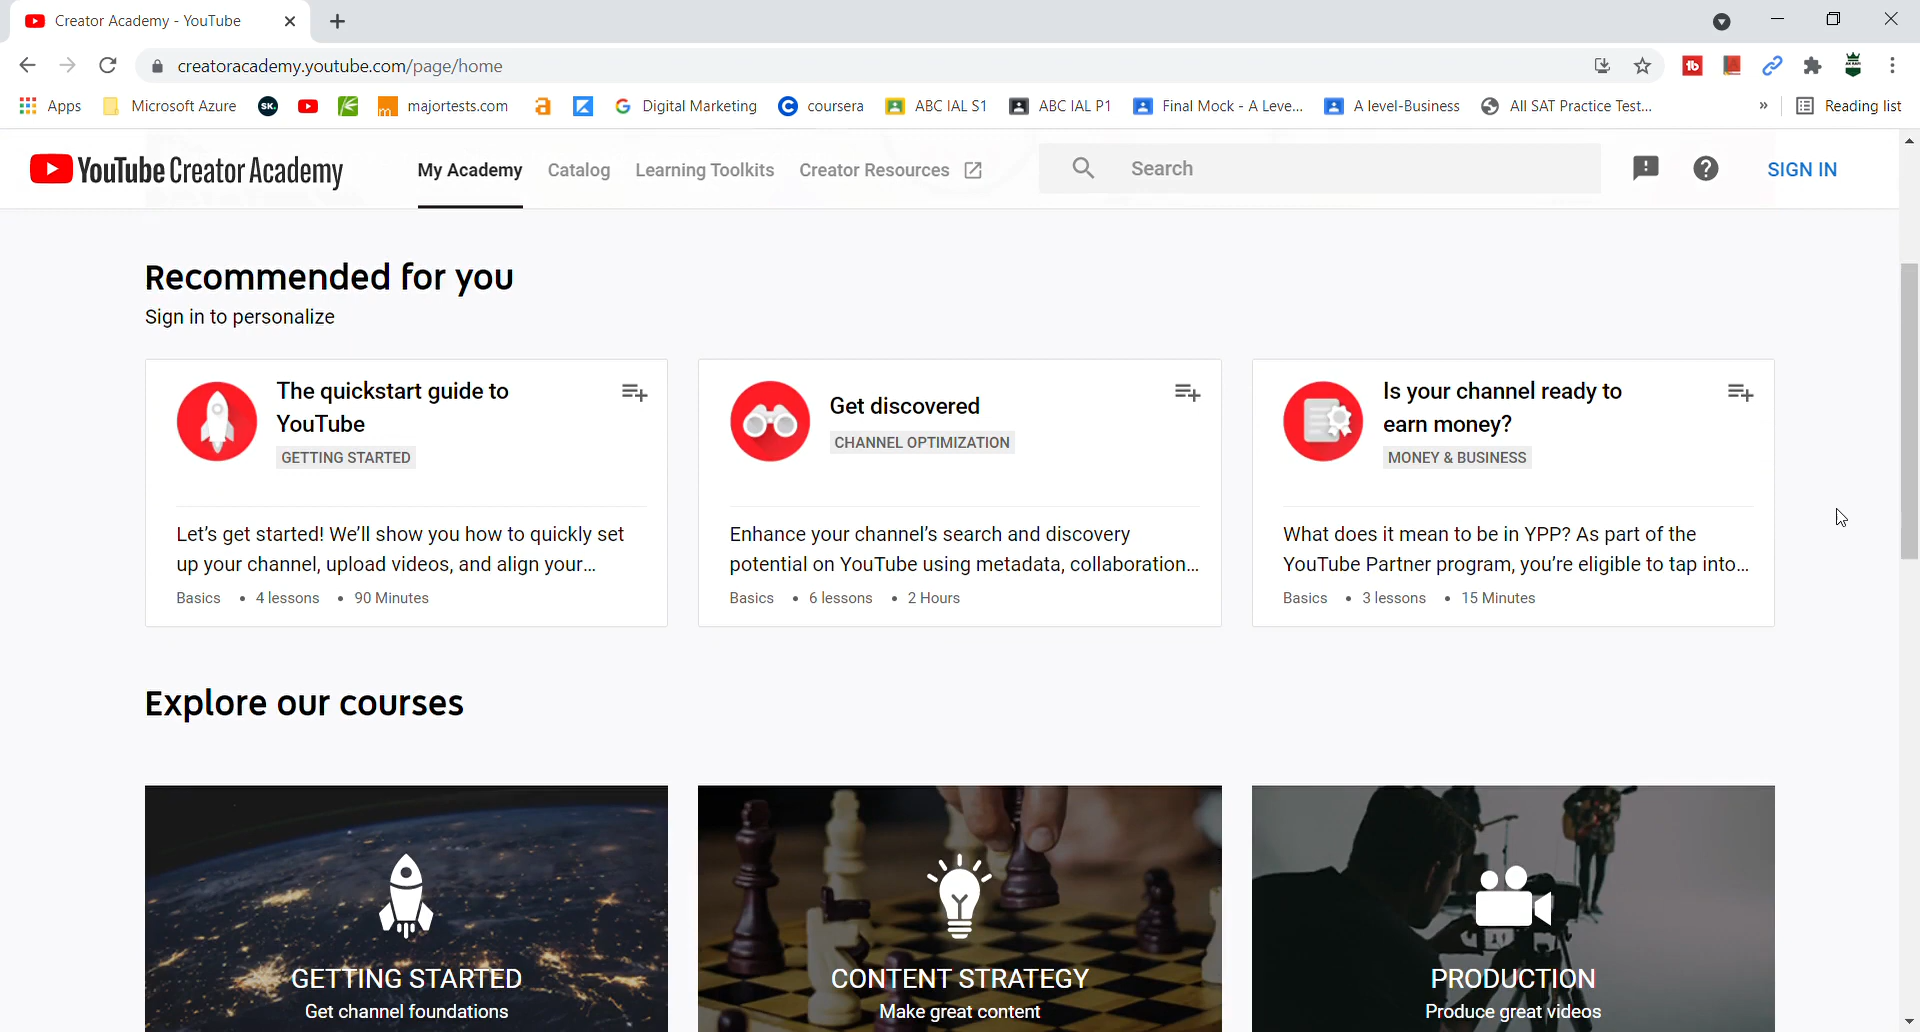 Creator Academy - YouTube
creatoracademy.youtube.com/page/home
Apps Microsoft Azure SK. majortests.com Digital Marketing coursera ABC IAL S1 ABC IAL P1 Final Mock - A Leve... A level-Business All SAT Practice Test... » Reading list
YouTube Creator Academy My Academy Catalog Learning Toolkits Creator Resources Search SIGN IN
Recommended for you
Sign in to personalize
The quickstart guide to
YouTube
GETTING STARTED
Let's get started! We'll show you how to quickly set
up your channel, upload videos, and align your...
Basics • 4 lessons • 90 Minutes
Get discovered
CHANNEL OPTIMIZATION
Enhance your channel's search and discovery
potential on YouTube using metadata, collaboration...
Basics • 6 lessons • 2 Hours
Is your channel ready to
earn money?
MONEY & BUSINESS
What does it mean to be in YPP? As part of the
YouTube Partner program, you're eligible to tap into...
Basics • 3 lessons • 15 Minutes
Explore our courses
GETTING STARTED
Get channel foundations
CONTENT STRATEGY
Make great content
PRODUCTION
Produce great videos